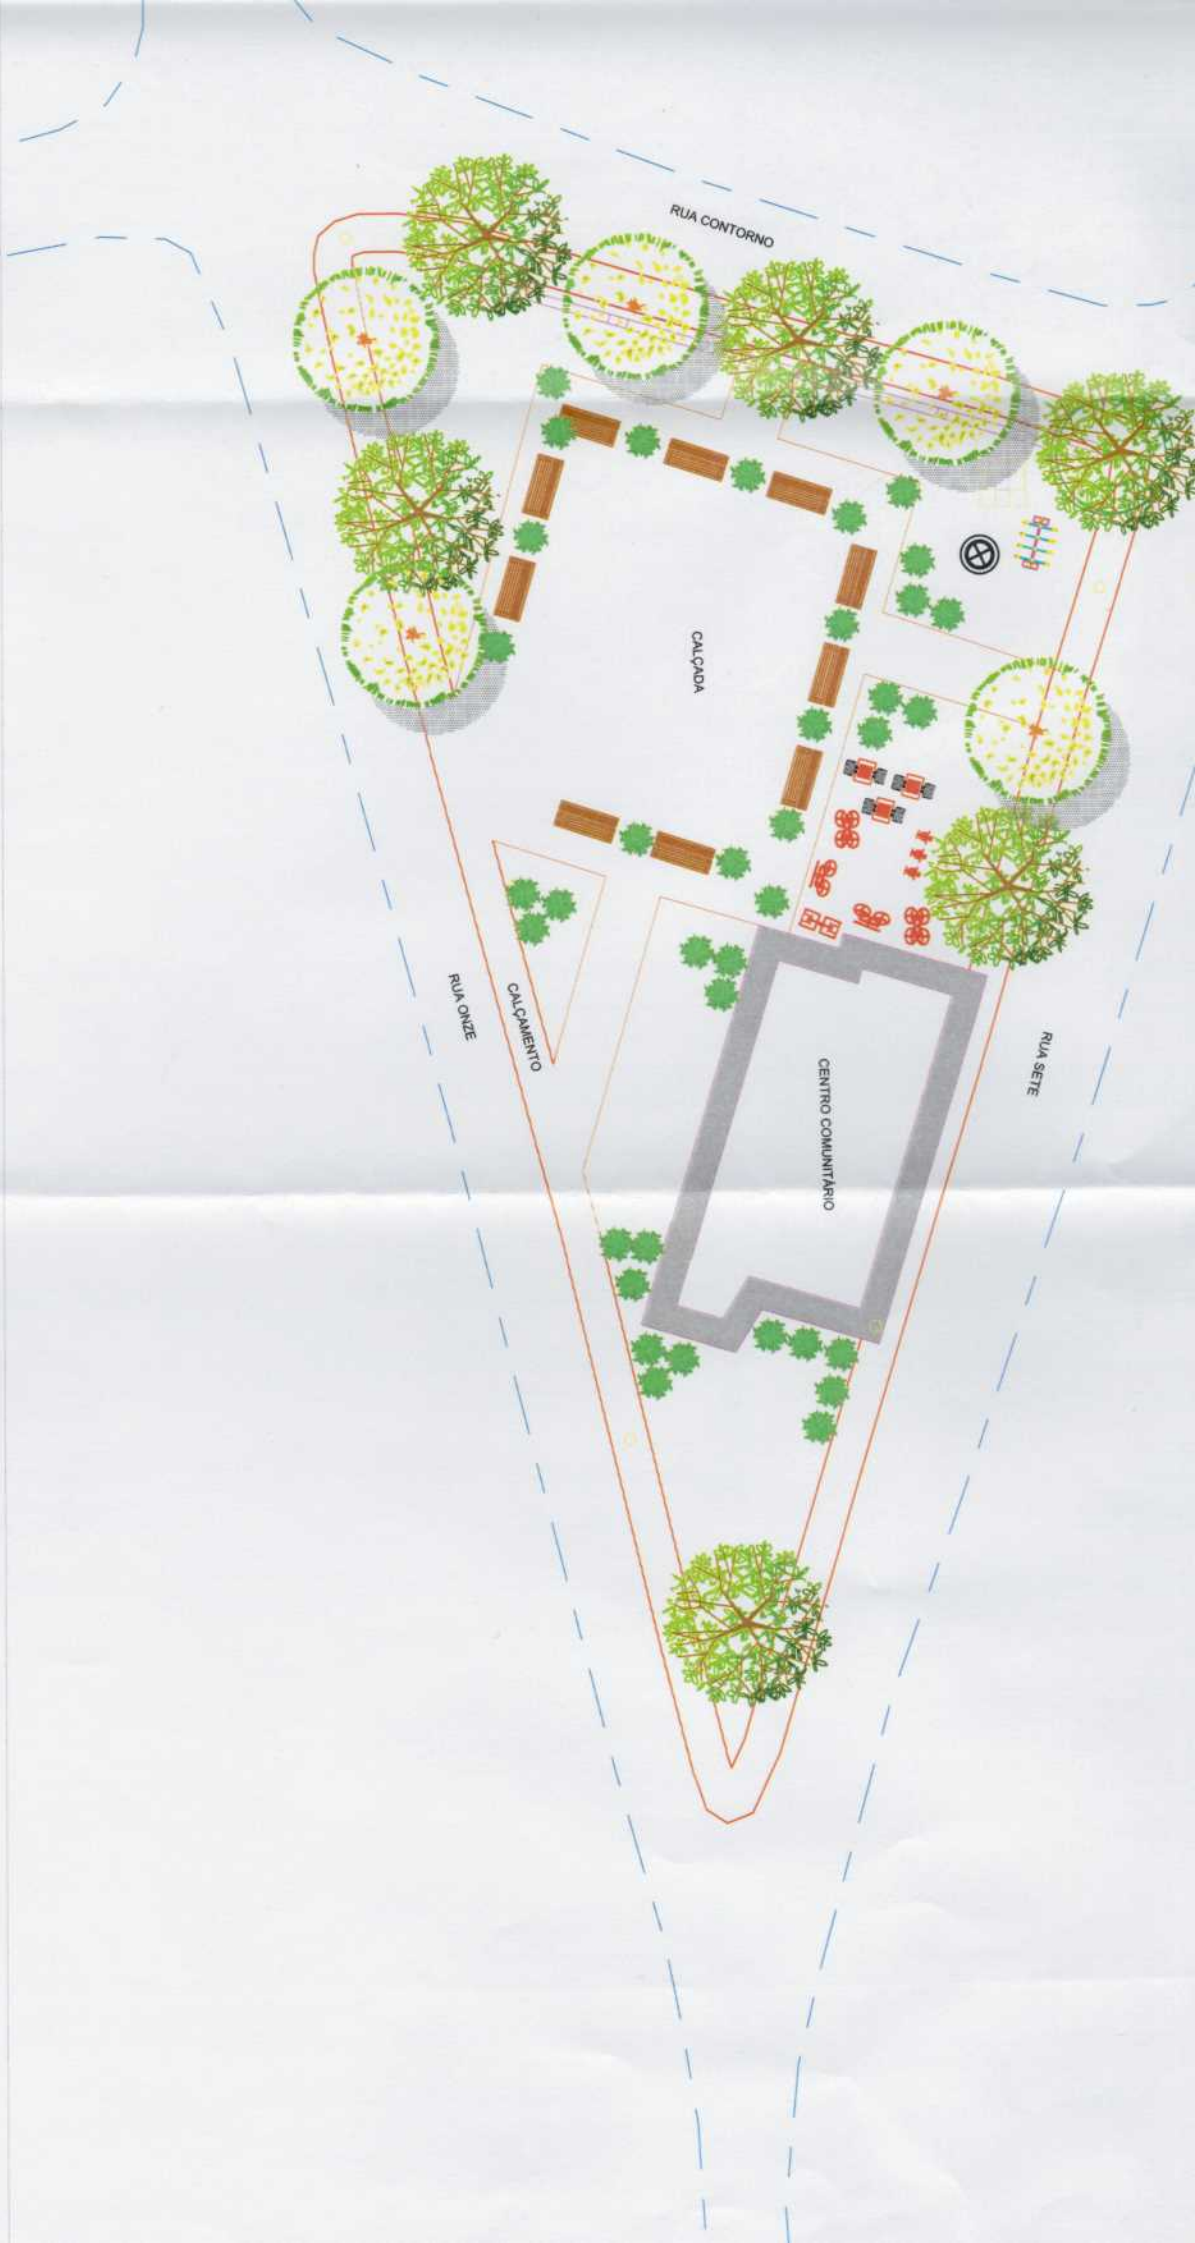 RUA CONTORNO
CALÇADA
RUA ONZE
CALÇAMENTO
RUA SETE
CENTRO COMUNITÁRIO